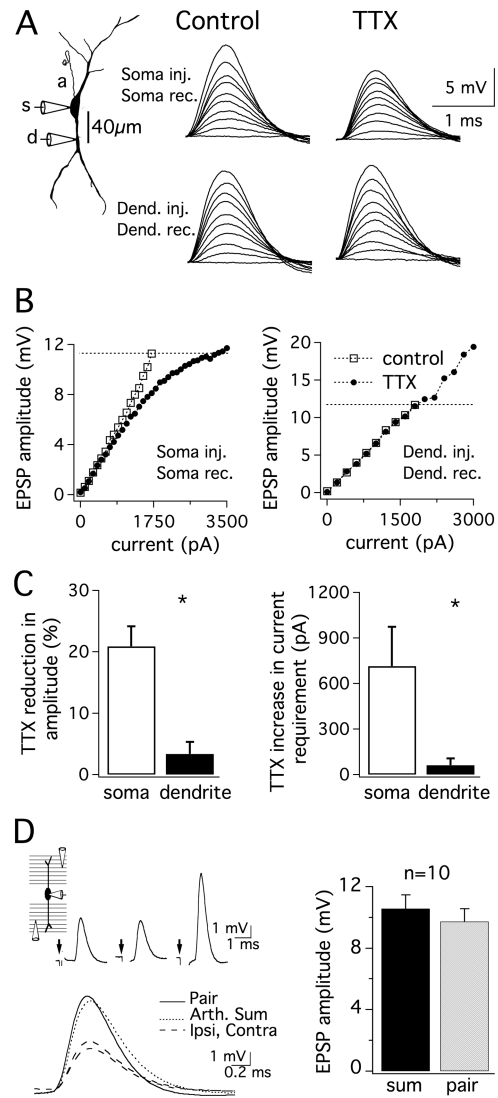 A
Control
TTX
a
s
d
40µm
Soma inj.
Soma rec.
5 mV
1 ms
Dend. inj.
Dend. rec.
B
EPSP amplitude (mV)
12
8
4
0
Soma inj.
Soma rec.
0
1750
3500
current (pA)
EPSP amplitude (mV)
20
15
10
5
0
control
TTX
Dend. inj.
Dend. rec.
0
1500
3000
current (pA)
C
TTX reduction in
amplitude (%)
30
20
10
0
*
soma
dendrite
TTX increase in current
requirement (pA)
1200
900
600
300
0
*
soma
dendrite
D
1 mV
1 ms
Pair
Arth. Sum
Ipsi, Contra
1 mV
0.2 ms
n=10
EPSP amplitude (mV)
12
8
4
0
sum
pair